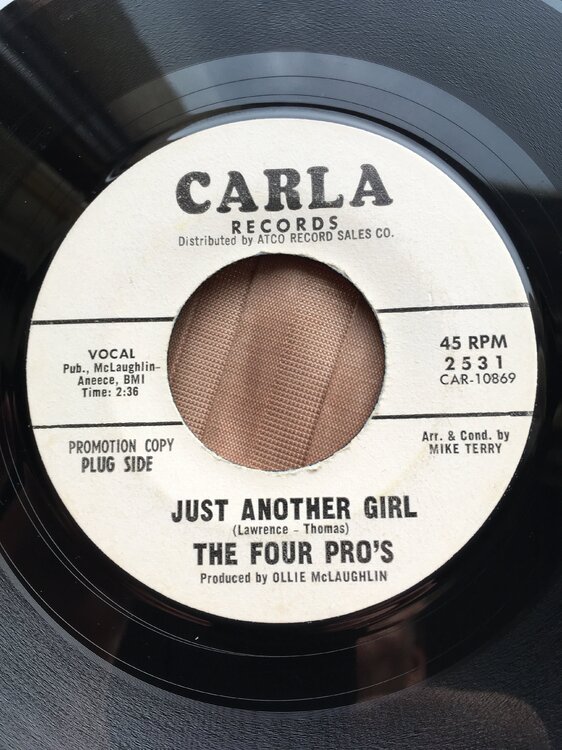 CARLA
RECORDS
Distributed by ATCO RECORD SALES CO.
VOCAL
Pub., McLaughlin-
Aneece, BMI
Time: 2:36
45 RPM
2531
CAR-10869
PROMOTION COPY
PLUG SIDE
Arr. & Cond. by
MIKE TERRY
JUST ANOTHER GIRL
(Lawrence - Thomas)
THE FOUR PRO'S
Produced by OLLIE McLAUGHLIN